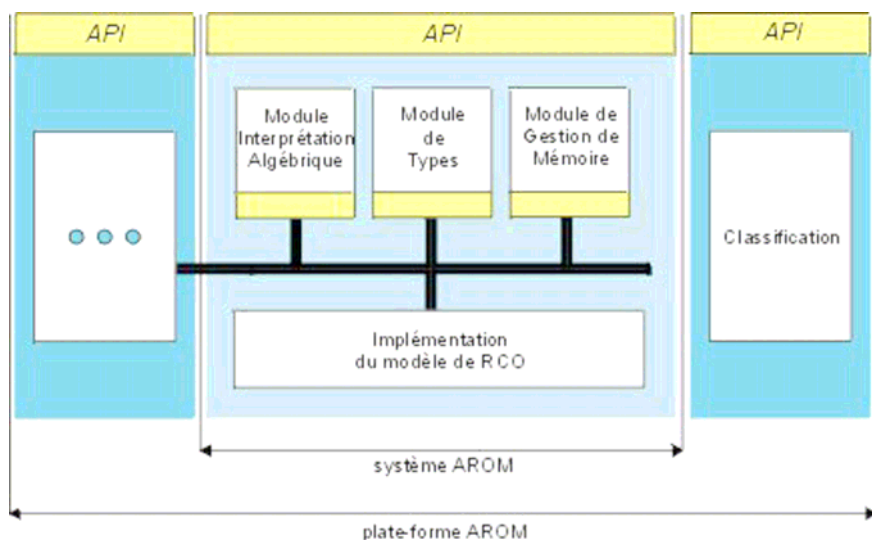 API
API
API
Module
Interprétation
Algébrique
Module
de
Types
Module de
Gestion de
Mémoire
Classification
Implémentation
du modèle de RCO
système AROM
plate-forme AROM